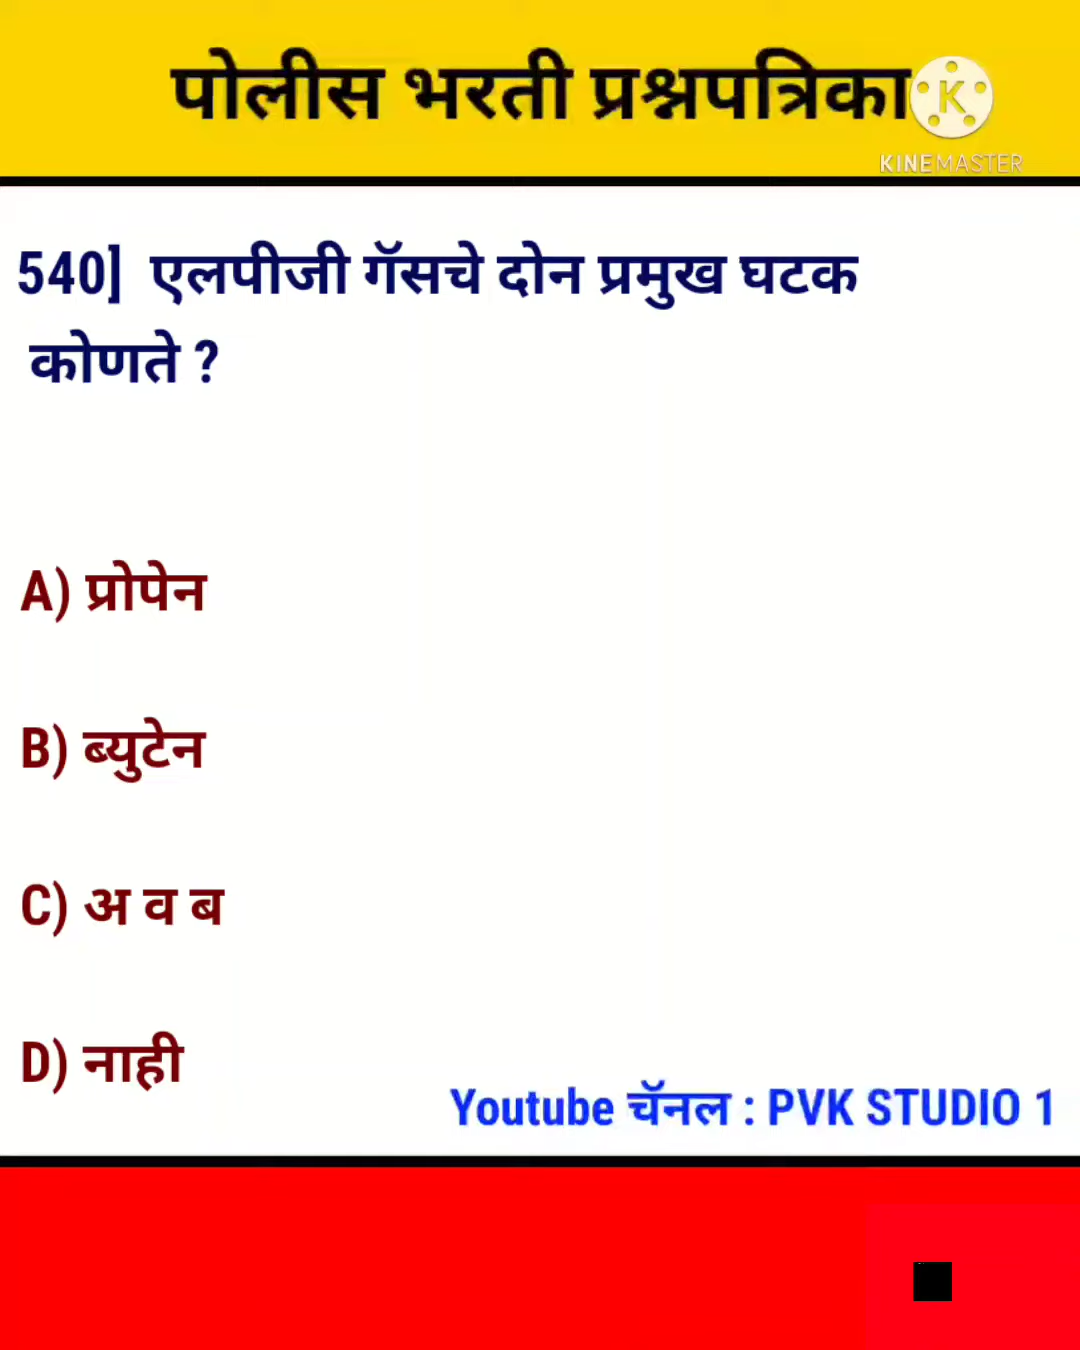 पोलीस भरती प्रश्नपत्रिका
K
KINEMASTER
540] एलपीजी गॅसचे दोन प्रमुख घटक
कोणते ?
A) प्रोपेन
B) ब्युटेन
C) अ व ब
D) नाही
Youtube चॅनल : PVK STUDIO 1